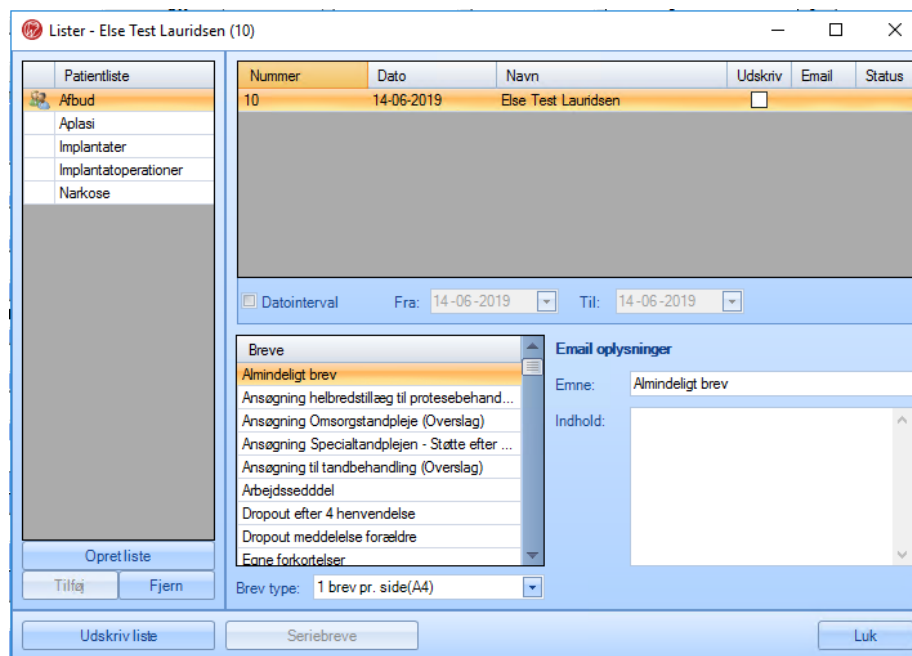 Lister - Else Test Lauridsen (10)
Patientliste
Afbud
Aplasi
Implantater
Implantatoperationer
Narkose
Opret liste
Tilføj Fjern
Nummer Dato Navn Udskriv Email Status
10 14-06-2019 Else Test Lauridsen
Datointerval Fra: 14-06-2019 Til: 14-06-2019
Breve
Almindeligt brev
Ansøgning helbredstillæg til protesebehand...
Ansøgning Omsorgstandpleje (Overslag)
Ansøgning Specialtandplejen - Støtte efter ...
Ansøgning til tandbehandling (Overslag)
Arbejdssedddel
Dropout efter 4 henvendelse
Dropout meddelelse forældre
Egne forkortelser
Brev type: 1 brev pr. side(A4)
Email oplysninger
Emne: Almindeligt brev
Indhold:
Udskriv liste Seriebreve Luk